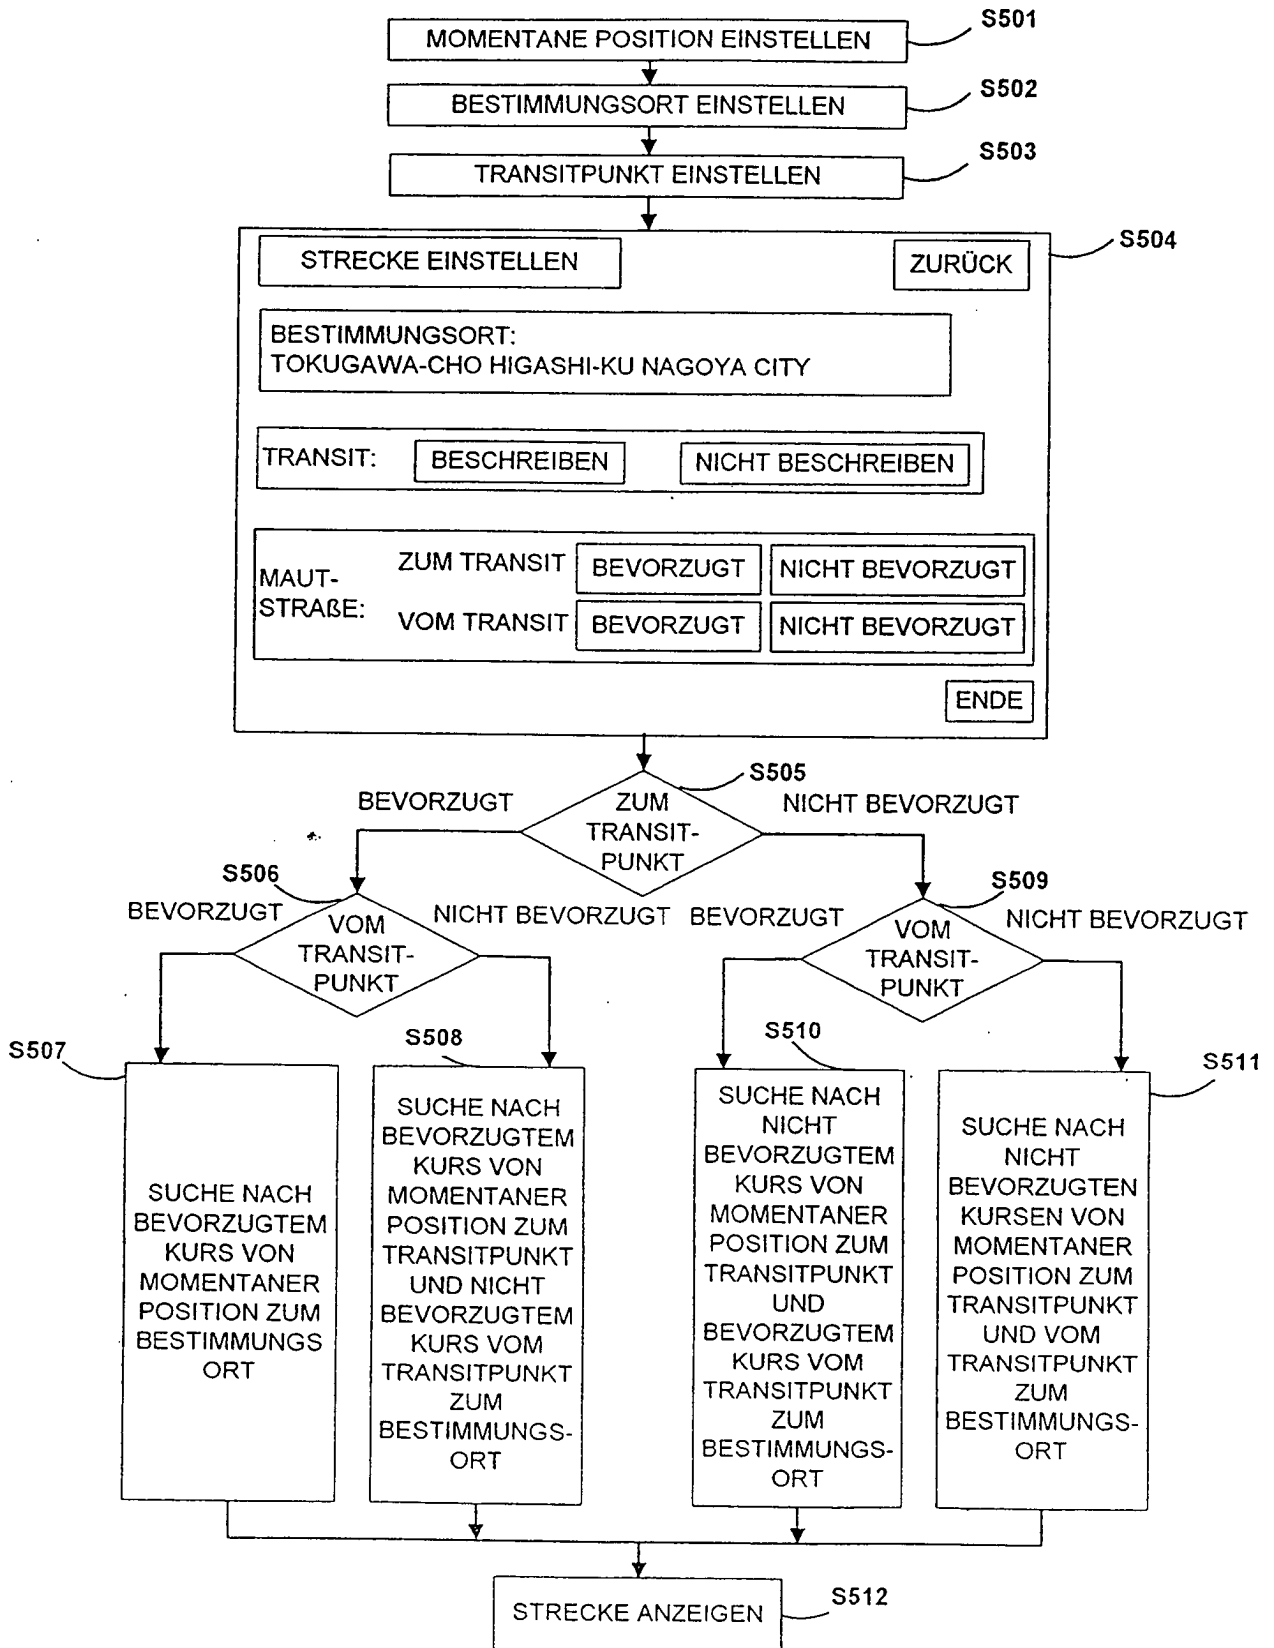 MOMENTANE POSITION EINSTELLEN
S501
BESTIMMUNGSORT EINSTELLEN
S502
TRANSITPUNKT EINSTELLEN
S503
S504
STRECKE EINSTELLEN
ZURÜCK
BESTIMMUNGSORT:
TOKUGAWA-CHO HIGASHI-KU NAGOYA CITY
TRANSIT:
BESCHREIBEN
NICHT BESCHREIBEN
MAUT-
STRAßE:
ZUM TRANSIT
BEVORZUGT
NICHT BEVORZUGT
VOM TRANSIT
BEVORZUGT
NICHT BEVORZUGT
ENDE
S505
BEVORZUGT
ZUM
TRANSIT-
PUNKT
NICHT BEVORZUGT
S506
BEVORZUGT
VOM
TRANSIT-
PUNKT
NICHT BEVORZUGT
S509
BEVORZUGT
VOM
TRANSIT-
PUNKT
NICHT BEVORZUGT
S507
SUCHE NACH
BEVORZUGTEM
KURS VON
MOMENTANER
POSITION ZUM
BESTIMMUNGS
ORT
S508
SUCHE NACH
BEVORZUGTEM
KURS VON
MOMENTANER
POSITION ZUM
TRANSITPUNKT
UND NICHT
BEVORZUGTEM
KURS VOM
TRANSITPUNKT
ZUM
BESTIMMUNGS-
ORT
S510
SUCHE NACH
NICHT
BEVORZUGTEM
KURS VON
MOMENTANER
POSITION ZUM
TRANSITPUNKT
UND
BEVORZUGTEM
KURS VOM
TRANSITPUNKT
ZUM
BESTIMMUNGS-
ORT
S511
SUCHE NACH
NICHT
BEVORZUGTEN
KURSEN VON
MOMENTANER
POSITION ZUM
TRANSITPUNKT
UND VOM
TRANSITPUNKT
ZUM
BESTIMMUNGS-
ORT
STRECKE ANZEIGEN
S512